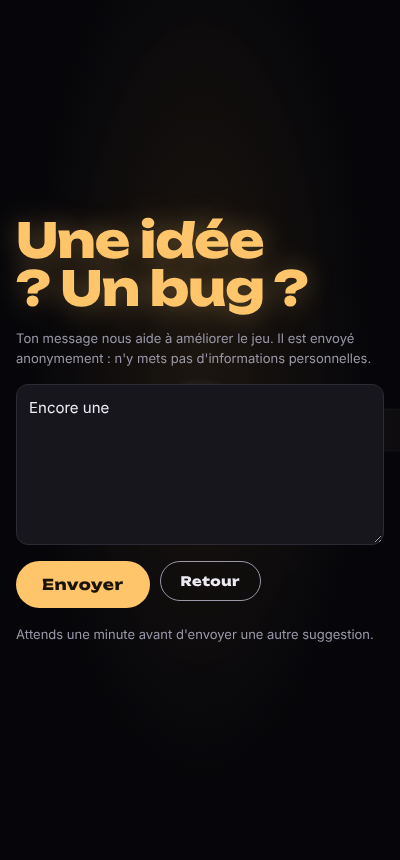 Une idée
? Un bug ?
Ton message nous aide à améliorer le jeu. Il est envoyé
anonymement : n'y mets pas d'informations personnelles.
Encore une
Envoyer
Retour
Attends une minute avant d'envoyer une autre suggestion.